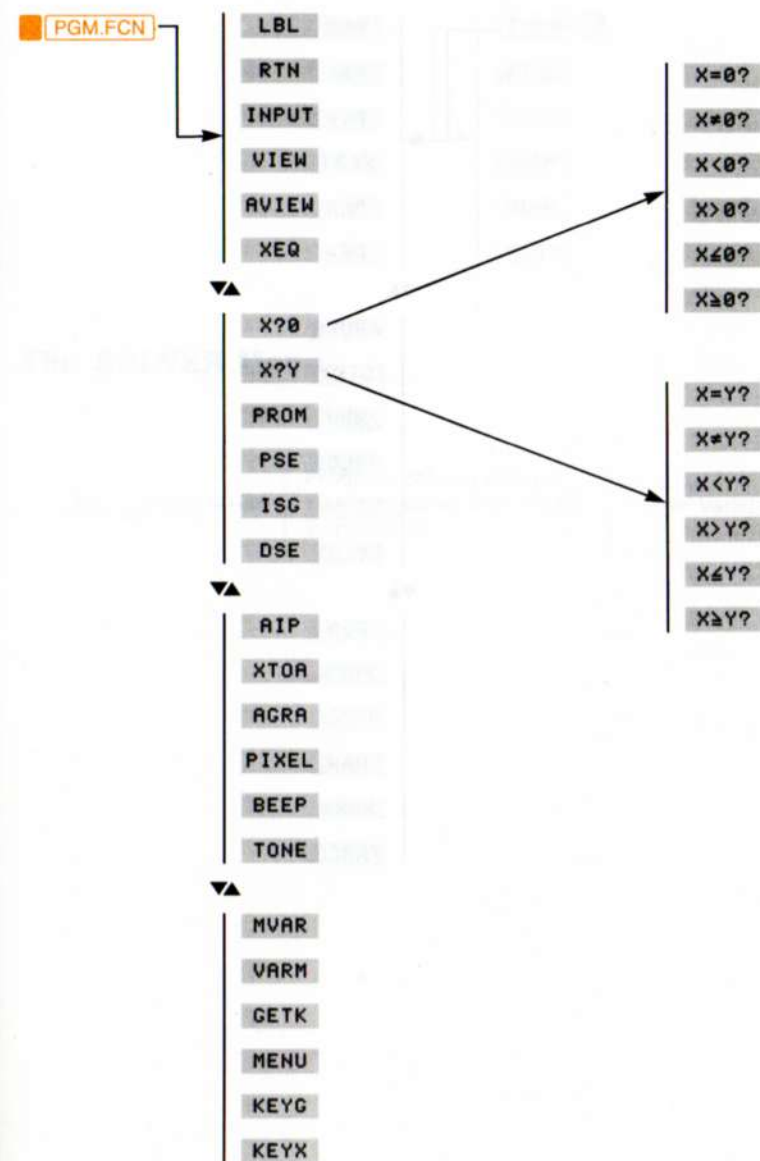 PGM.FCN
LBL
RTN
INPUT
VIEW
AVIEW
XEQ
X?0
X?Y
PROM
PSE
ISG
DSE
AIP
XTOA
AGRA
PIXEL
BEEP
TONE
MVAR
VARM
GETK
MENU
KEYG
KEYX
X=0?
X≠0?
X<0?
X>0?
X≤0?
X≥0?
X=Y?
X≠Y?
X<Y?
X>Y?
X≤Y?
X≥Y?